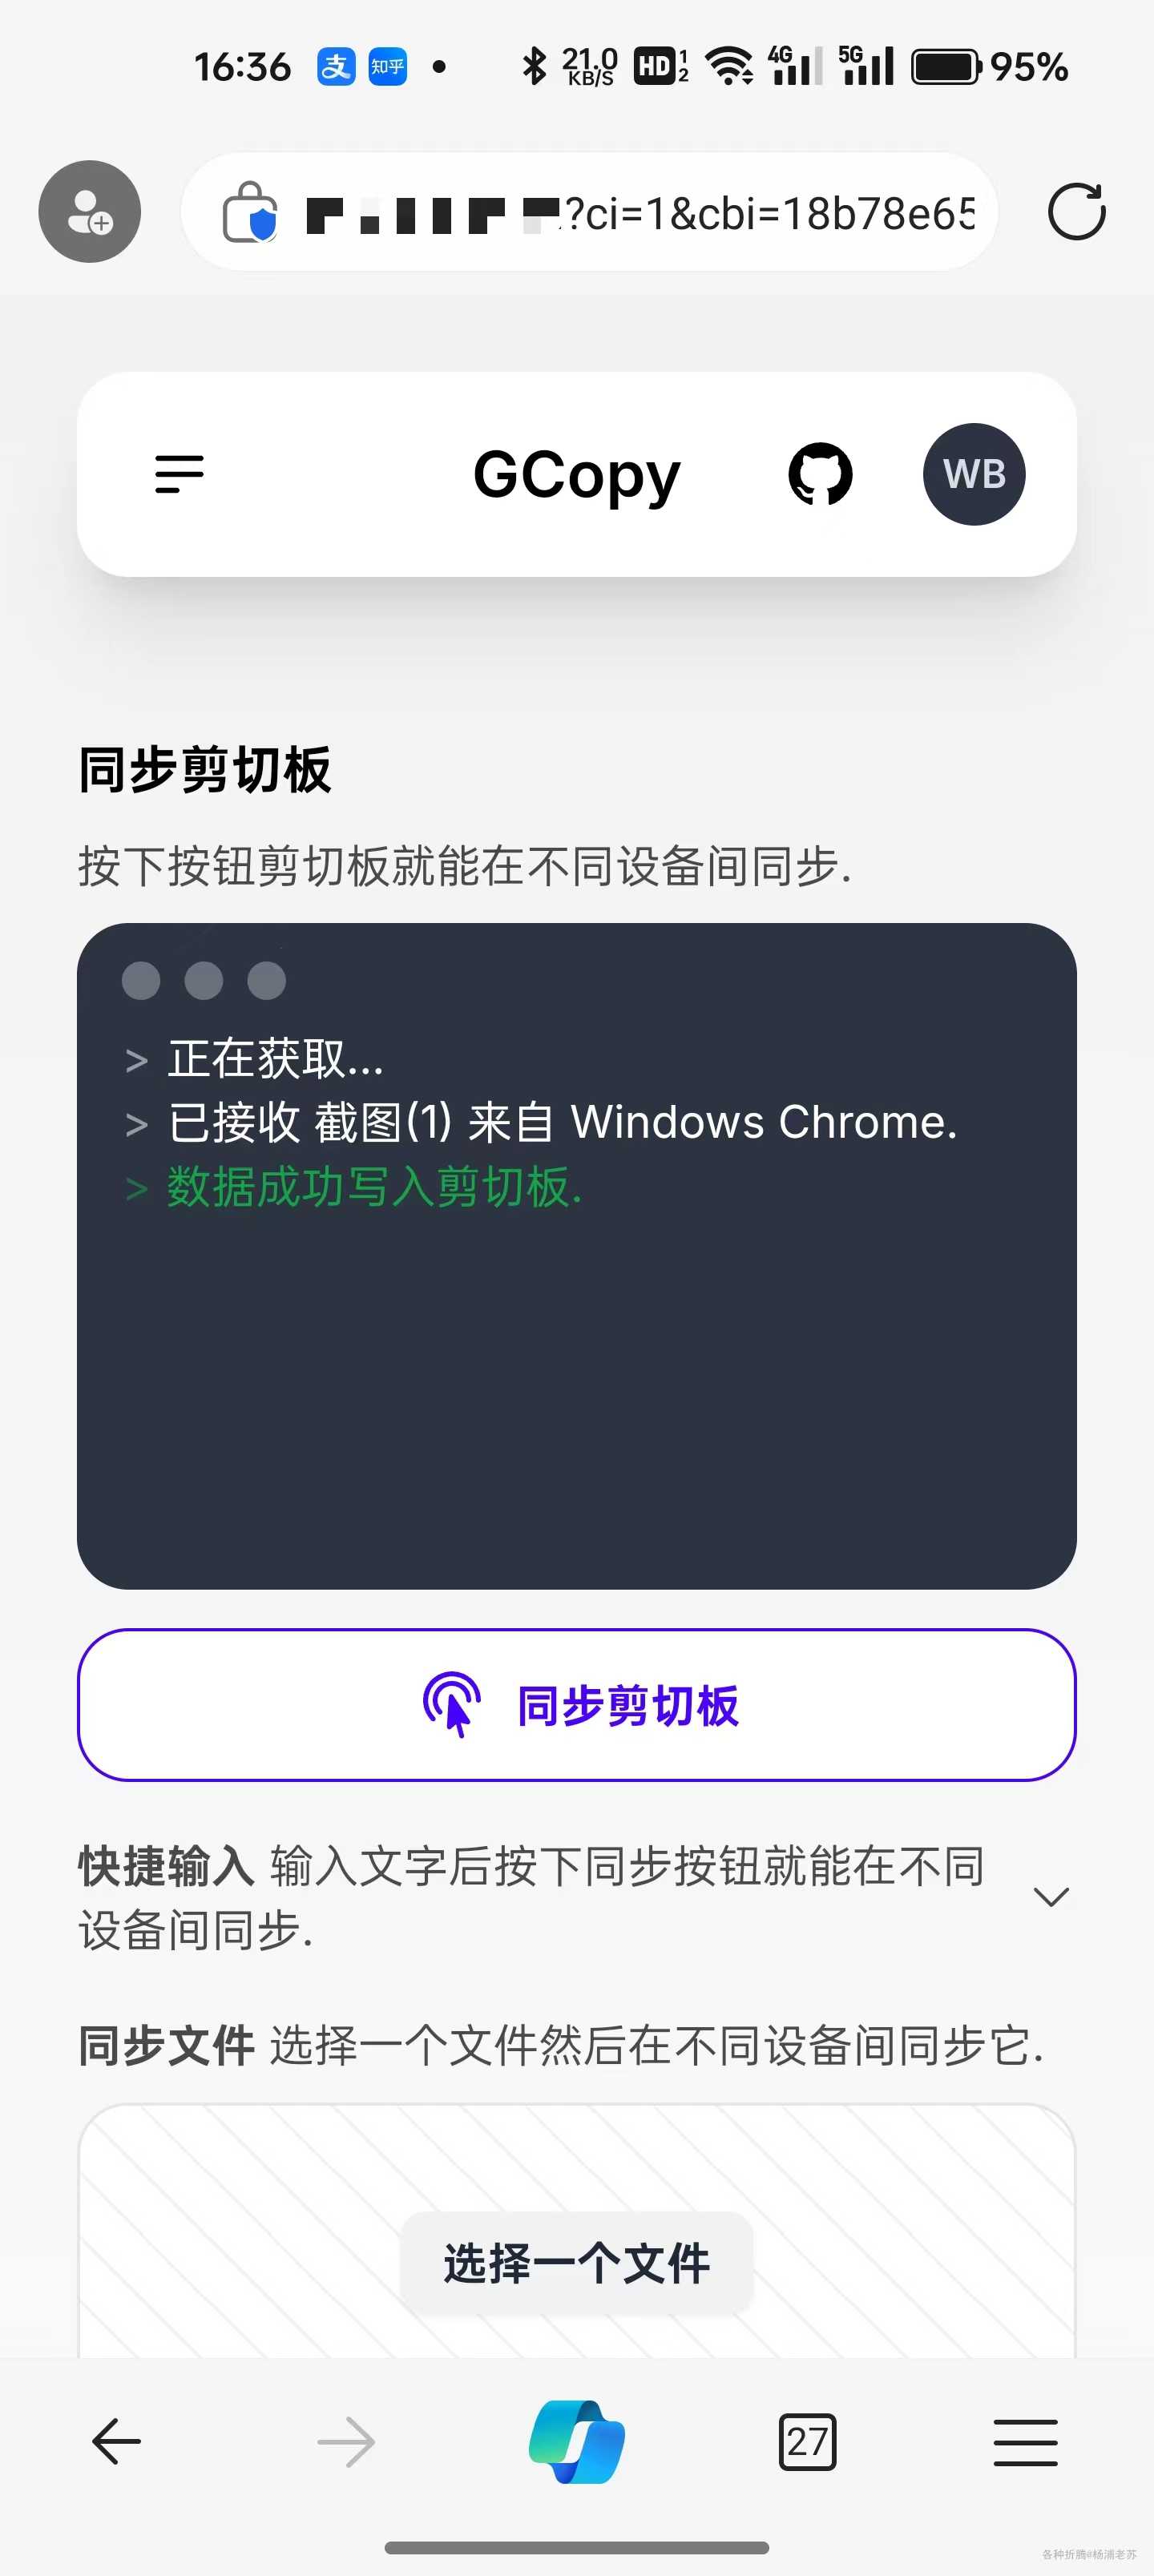 16:36 支 知乎 21.0 KB/S HD 1 2 4G 5G 95%
?ci=1&cbi=18b78e65
GCopy WB
同步剪切板
按下按钮剪切板就能在不同设备间同步.
> 正在获取...
> 已接收 截图(1) 来自 Windows Chrome.
> 数据成功写入剪切板.
同步剪切板
快捷输入 输入文字后按下同步按钮就能在不同
设备间同步.
同步文件 选择一个文件然后在不同设备间同步它.
选择一个文件
27
各种折腾@杨浦老苏